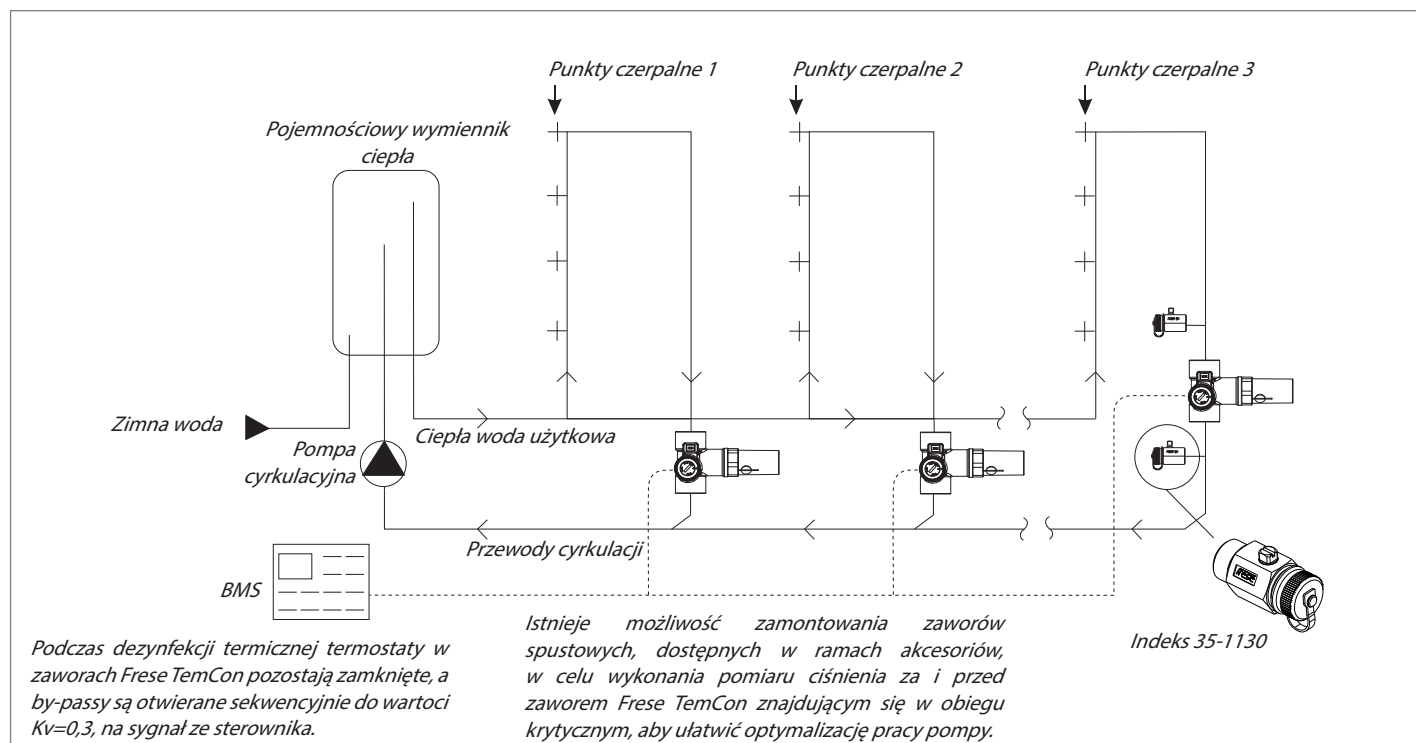 Punkty czerpalne 1
Punkty czerpalne 2
Punkty czerpalne 3
Pojemnościowy wymiennik
ciepła
Zimna woda
Ciepła woda użytkowa
Pompa
cyrkulacyjna
Przewody cyrkulacji
BMS
Podczas dezynfekcji termicznej termostaty w
zaworach Frese TemCon pozostają zamknięte, a
by-passy są otwierane sekwencyjnie do wartoci
Kv=0,3, na sygnał ze sterownika.
Istnieje możliwość zamontowania zaworów
spustowych, dostępnych w ramach akcesoriów,
w celu wykonania pomiaru ciśnienia za i przed
zaworem Frese TemCon znajdującym się w obiegu
krytycznym, aby ułatwić optymalizację pracy pompy.
frese
Indeks 35-1130